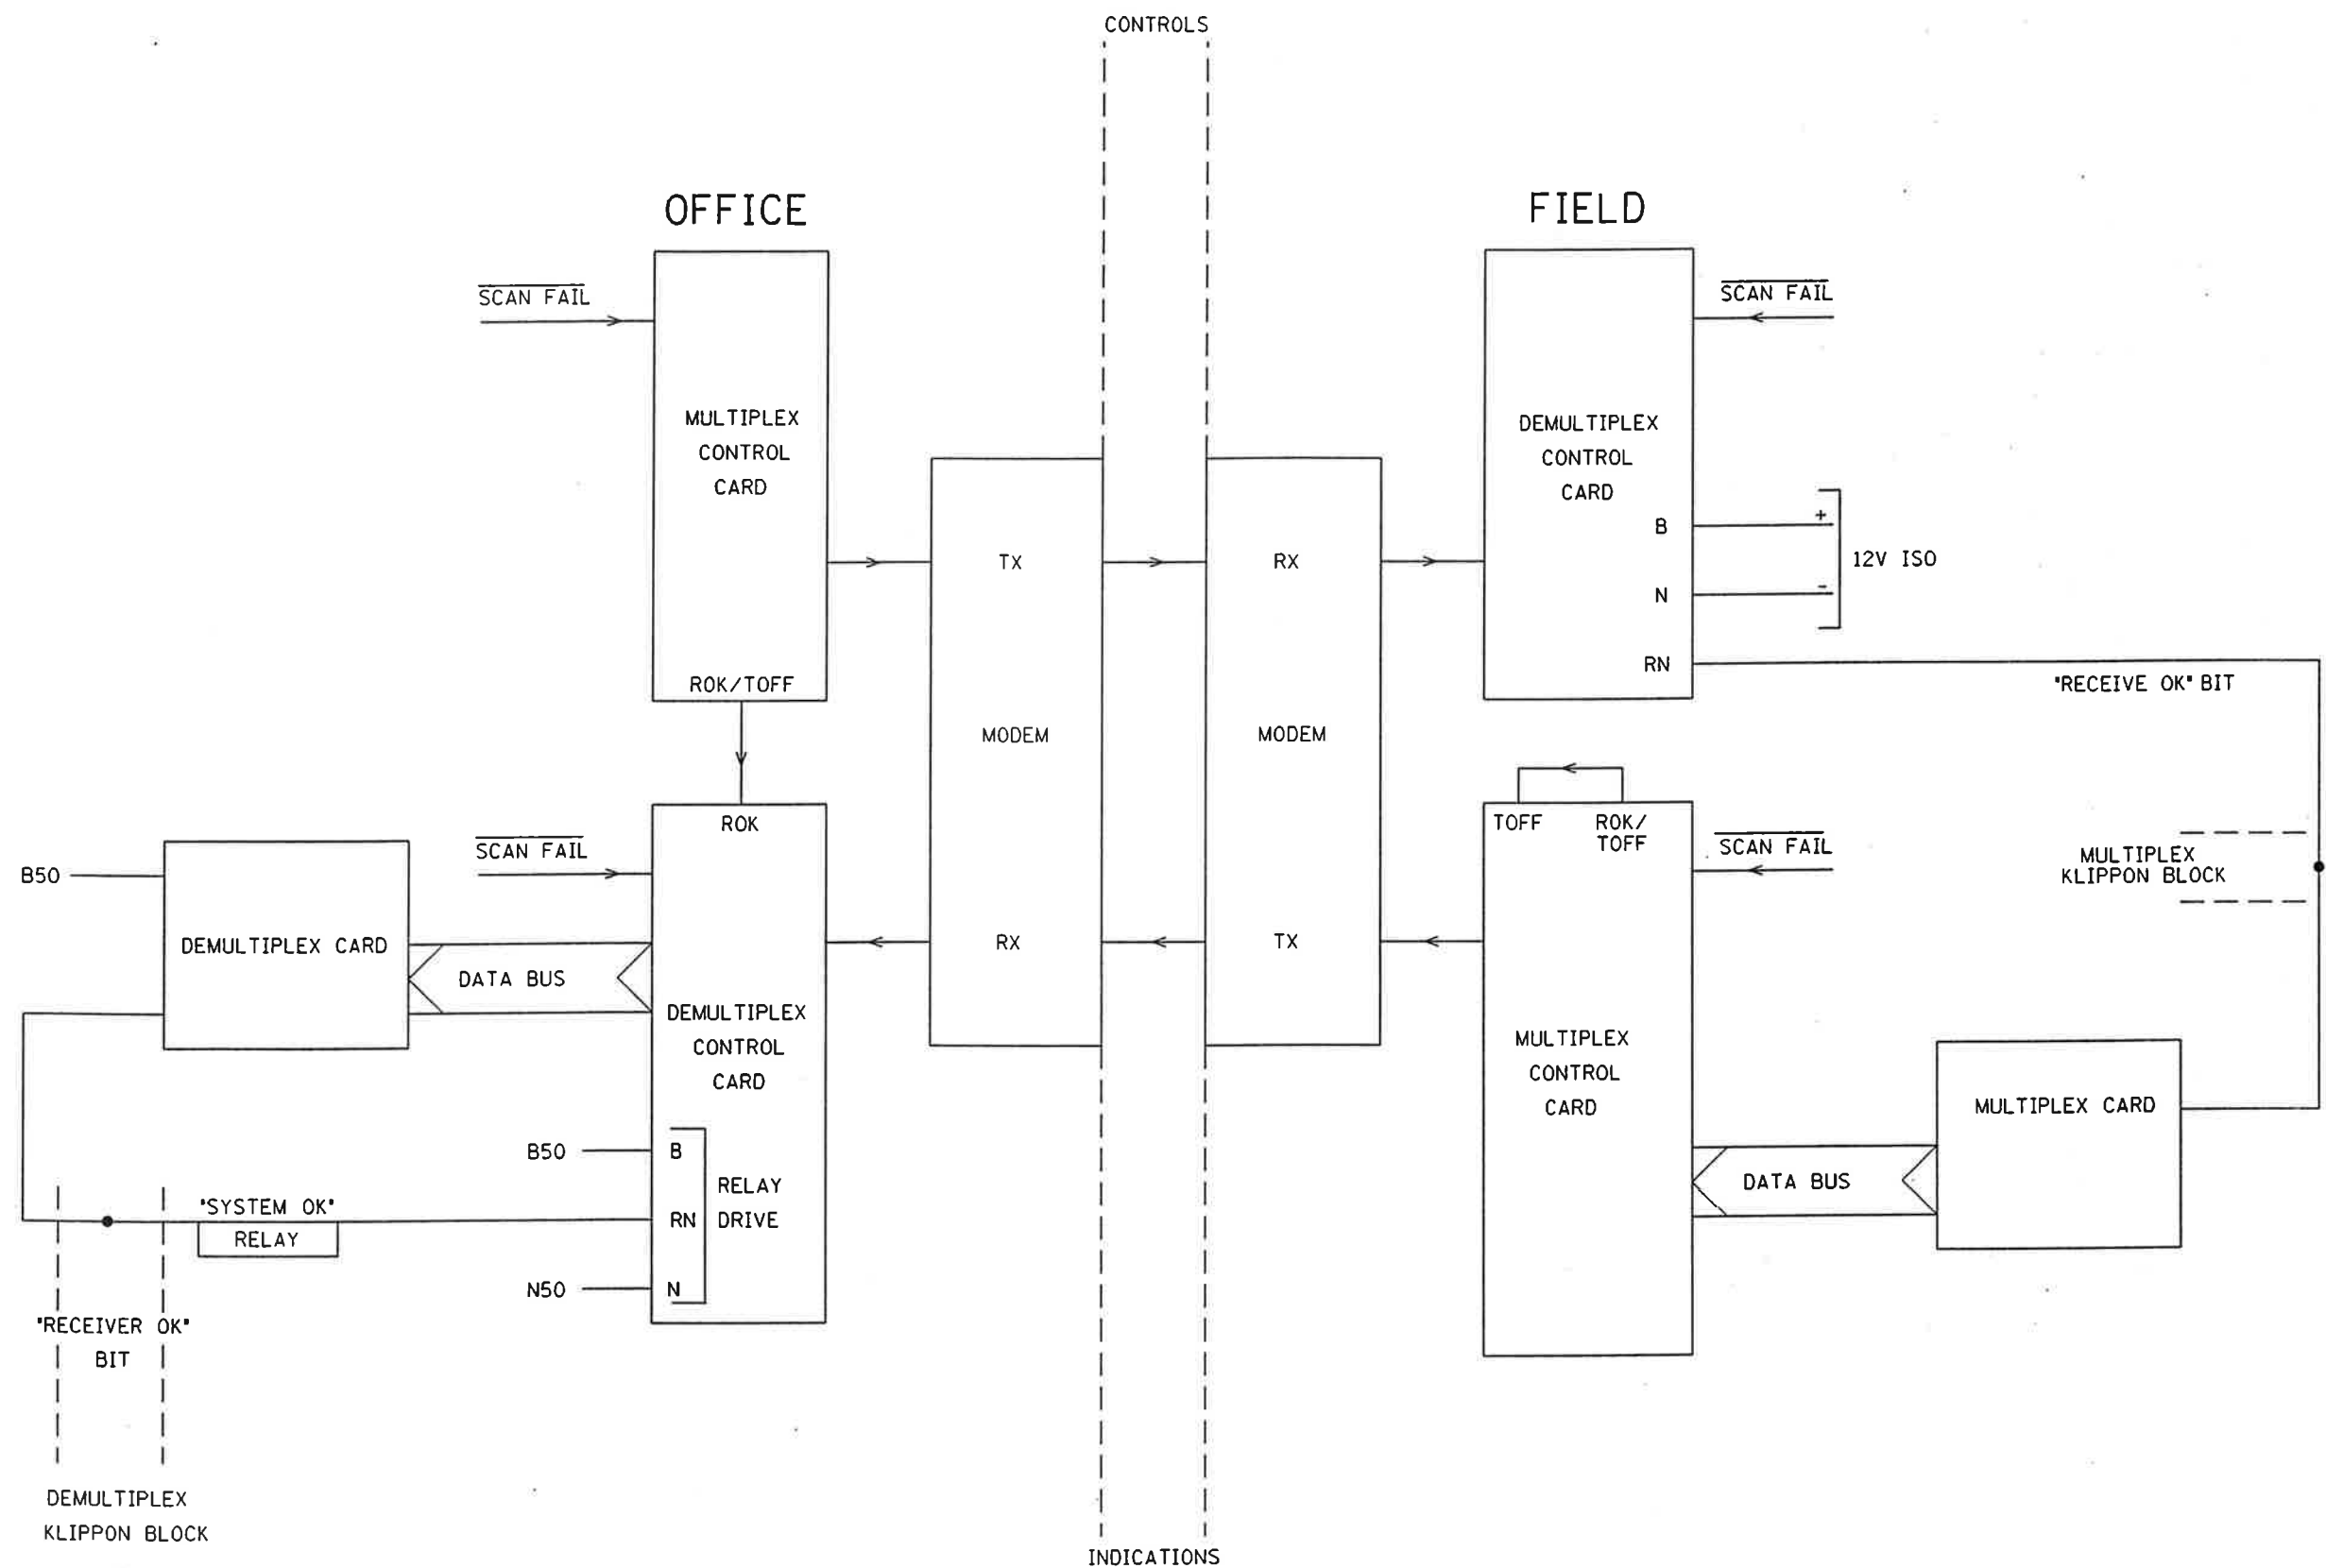 CONTROLS
OFFICE
FIELD
SCAN FAIL
MULTIPLEX
CONTROL
CARD
ROK/TOFF
TX
MODEM
RX
RX
MODEM
TX
SCAN FAIL
DEMULTIPLEX
CONTROL
CARD
B
N
RN
+
-
12V ISO
"RECEIVE OK" BIT
B50
DEMULTIPLEX CARD
SCAN FAIL
DATA BUS
ROK
DEMULTIPLEX
CONTROL
CARD
B50
B
RN
N
RELAY
DRIVE
N50
"SYSTEM OK"
RELAY
"RECEIVER OK"
BIT
DEMULTIPLEX
KLIPPON BLOCK
TOFF
ROK/
TOFF
SCAN FAIL
MULTIPLEX
KLIPPON BLOCK
MULTIPLEX
CONTROL
CARD
DATA BUS
MULTIPLEX CARD
INDICATIONS